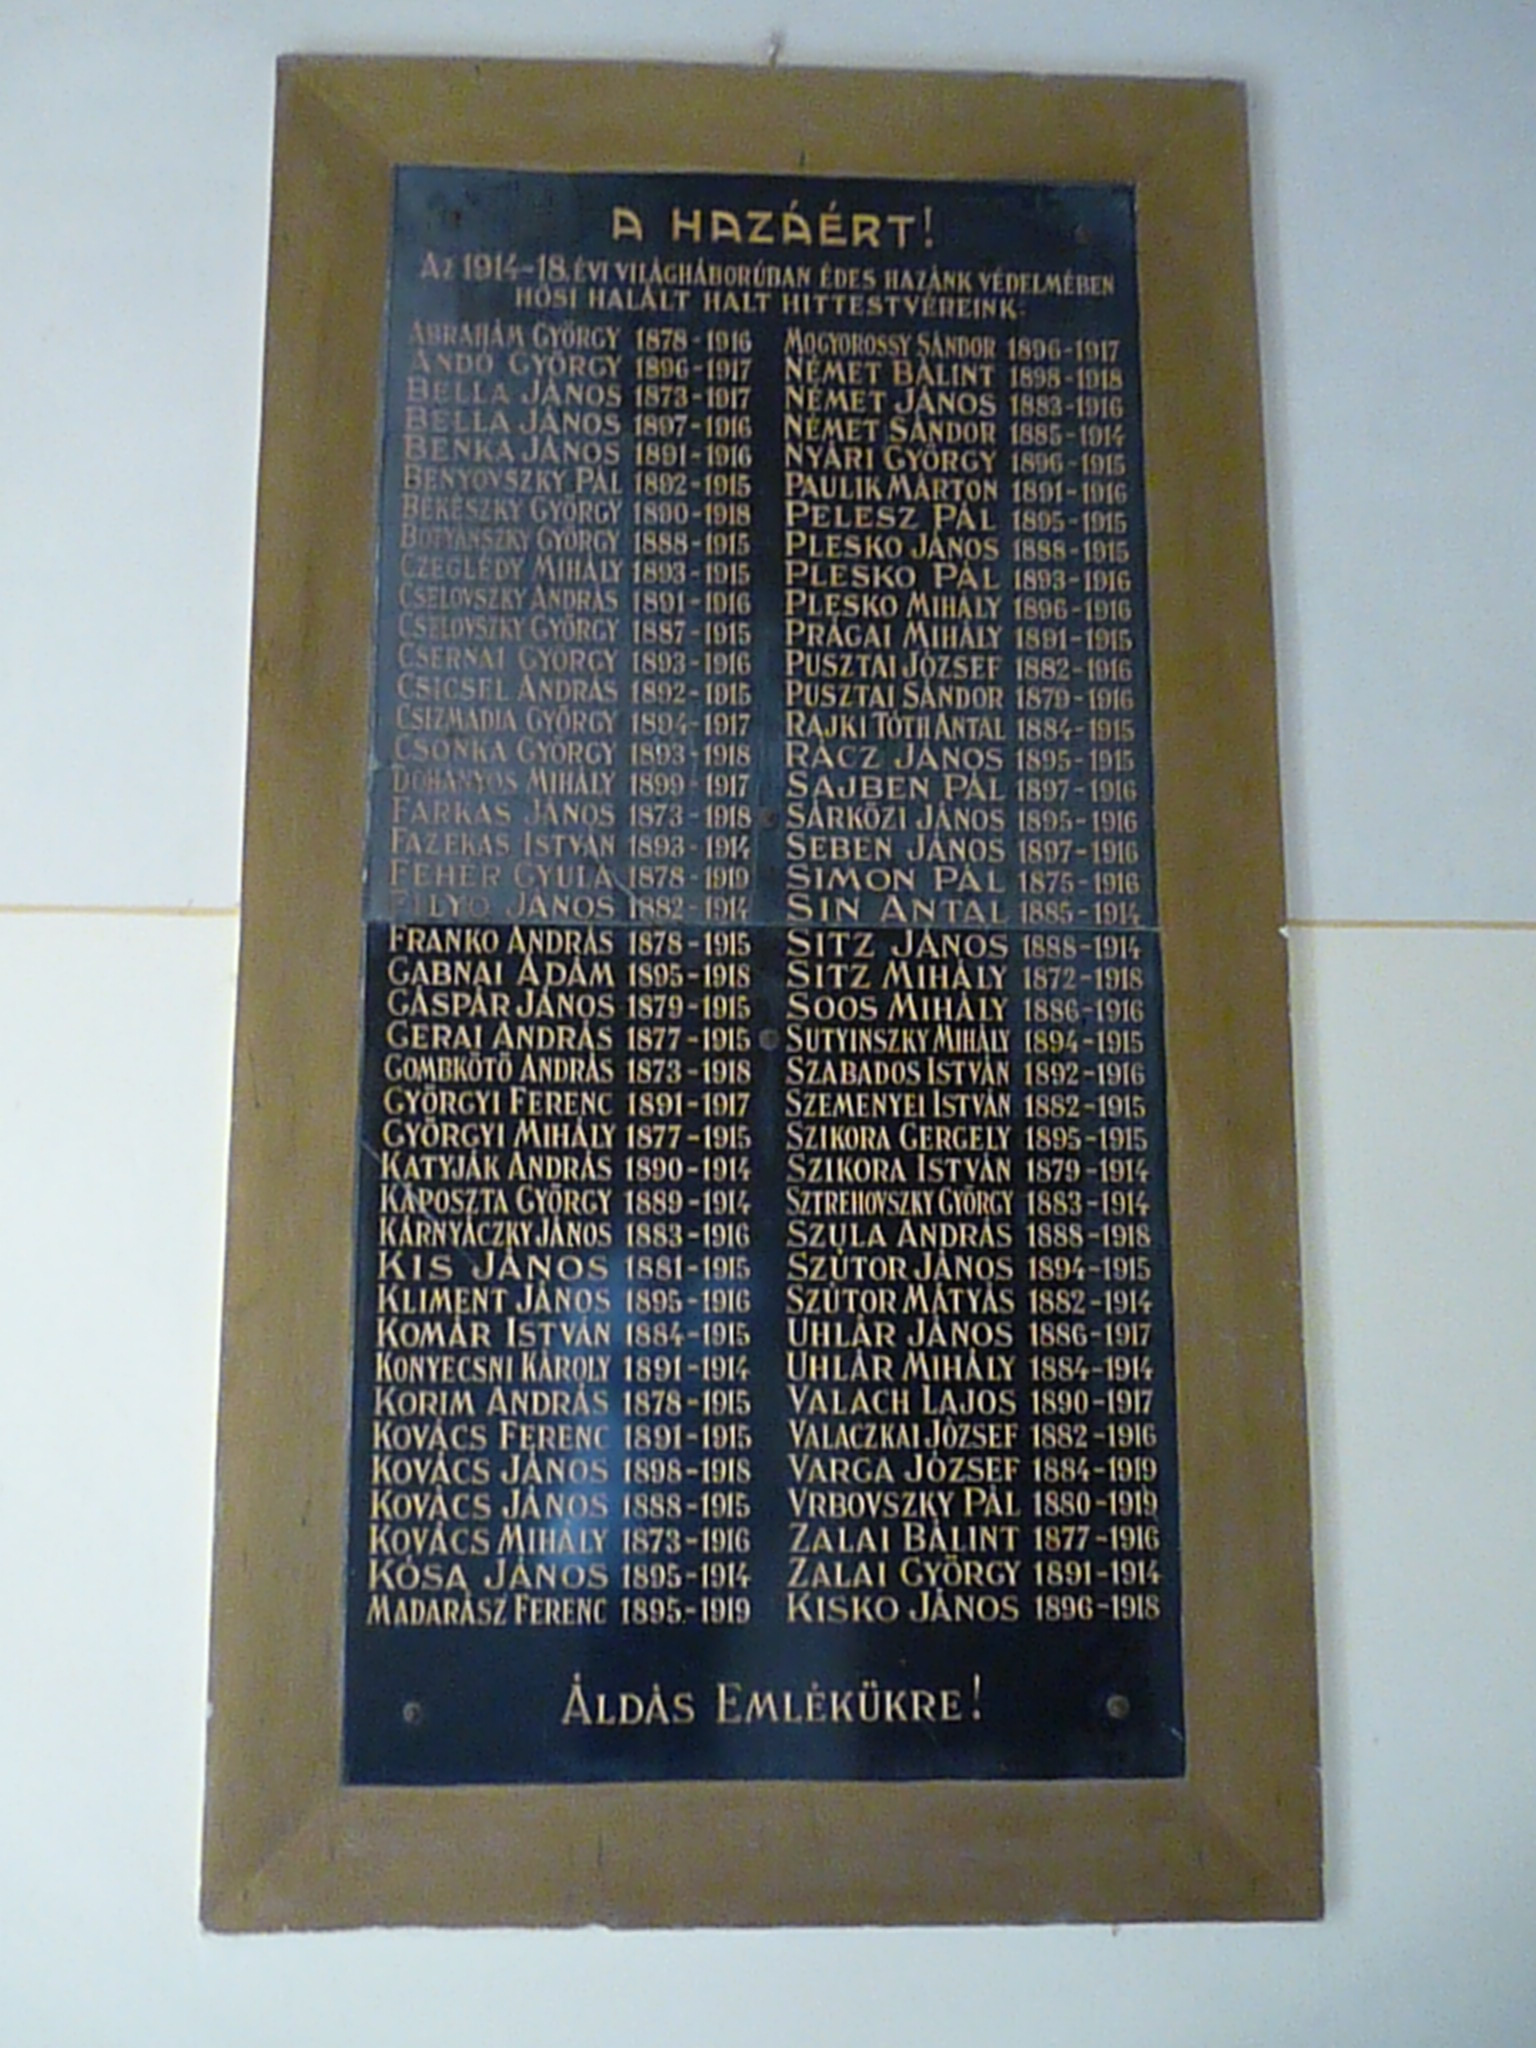 A HAZÁÉRT!
AZ 1914-18. ÉVI VILÁGHÁBORÚBAN ÉDES HAZÁNK VÉDELMÉBEN
HŐSI HALÁLT HALT HITTESTVÉREINK:
ABRAHÁM GYÖRGY 1878-1916
ANDÓ GYÖRGY 1896-1917
BELLA JÁNOS 1873-1917
BELLA JÁNOS 1897-1916
BENKA JÁNOS 1891-1916
BENYOVSZKY PÁL 1892-1915
BÉKÉSZKY GYÖRGY 1890-1918
BOTYÁNSZKY GYÖRGY 1888-1915
CZEGLÉDY MIHÁLY 1893-1915
CSELOVSZKY ANDRÁS 1891-1916
CSELOVSZKY GYÖRGY 1887-1915
CSERNAI GYÖRGY 1893-1916
CSICSEL ANDRÁS 1892-1915
CSIZMADIA GYÖRGY 1894-1917
CSONKA GYÖRGY 1893-1918
DOHÁNYOS MIHÁLY 1899-1917
FARKAS JÁNOS 1873-1918
FAZEKAS ISTVÁN 1893-1914
FEHÉR GYULA 1878-1919
FILYÓ JÁNOS 1882-1914
FRANKÓ ANDRÁS 1878-1915
GABNAI ÁDÁM 1895-1918
GÁSPÁR JÁNOS 1879-1915
GERAI ANDRÁS 1877-1915
GOMBKÖTŐ ANDRÁS 1873-1918
GYÖRGYI FERENC 1891-1917
GYÖRGYI MIHÁLY 1877-1915
KATYJÁK ANDRÁS 1890-1914
KÁPOSZTA GYÖRGY 1889-1914
KÁRNYÁCZKY JÁNOS 1883-1916
KIS JÁNOS 1881-1915
KLIMENT JÁNOS 1895-1916
KOMÁR ISTVÁN 1884-1915
KONYECSNI KÁROLY 1891-1914
KORIM ANDRÁS 1878-1915
KOVÁCS FERENC 1891-1915
KOVÁCS JÁNOS 1898-1918
KOVÁCS JÁNOS 1888-1915
KOVÁCS MIHÁLY 1873-1916
KÓSA JÁNOS 1895-1914
MADARÁSZ FERENC 1895-1919
MOGYOROSSY SÁNDOR 1896-1917
NÉMET BÁLINT 1898-1918
NÉMET JÁNOS 1883-1916
NÉMET SÁNDOR 1885-1914
NYÁRI GYÖRGY 1896-1915
PAULIK MÁRTON 1891-1916
PELESZ PÁL 1895-1915
PLESKÓ JÁNOS 1888-1915
PLESKÓ PÁL 1893-1916
PLESKÓ MIHÁLY 1896-1916
PRÁGAI MIHÁLY 1891-1915
PUSZTAI JÓZSEF 1882-1916
PUSZTAI SÁNDOR 1879-1916
RAJKI TÓTH ANTAL 1884-1915
RÁCZ JÁNOS 1895-1915
SAJBEN PÁL 1897-1916
SÁRKÖZI JÁNOS 1895-1916
SEBEN JÁNOS 1897-1916
SIMON PÁL 1875-1916
SIN ANTAL 1885-1914
SITZ JÁNOS 1888-1914
SITZ MIHÁLY 1872-1918
SOÓS MIHÁLY 1886-1916
SUTYINSZKY MIHÁLY 1894-1915
SZABADOS ISTVÁN 1892-1916
SZEMENYEI ISTVÁN 1882-1915
SZIKORA GERGELY 1895-1915
SZIKORA ISTVÁN 1879-1914
SZTREHOVSZKY GYÖRGY 1883-1914
SZULA ANDRÁS 1888-1918
SZÚTOR JÁNOS 1894-1915
SZÚTOR MÁTYÁS 1882-1914
UHLÁR JÁNOS 1886-1917
UHLÁR MIHÁLY 1884-1914
VALACH LAJOS 1890-1917
VALACZKAI JÓZSEF 1882-1916
VARGA JÓZSEF 1884-1919
VRBOVSZKY PÁL 1880-1919
ZALAI BÁLINT 1877-1916
ZALAI GYÖRGY 1891-1914
KISKO JÁNOS 1896-1918
ÁLDÁS EMLÉKÜKRE!